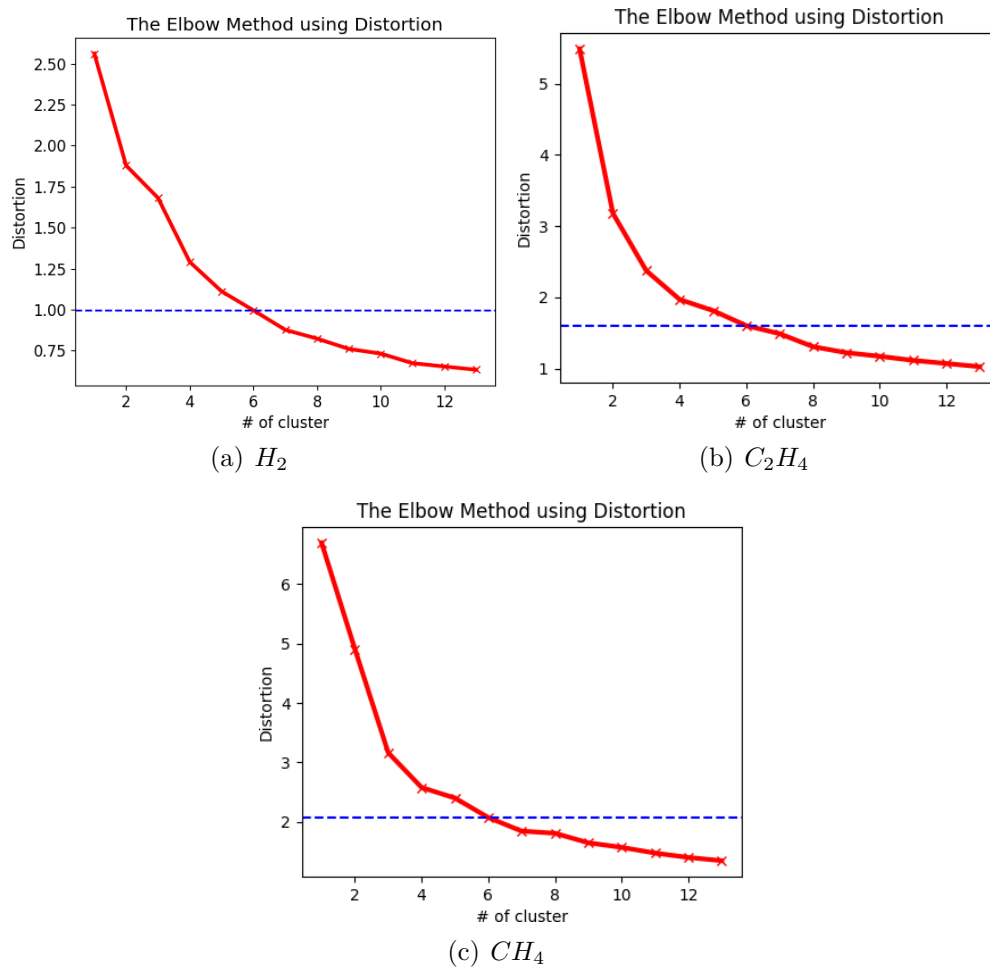 The Elbow Method using Distortion
2.50
2.25
2.00
1.75
1.50
1.25
1.00
0.75
Distortion
2 4 6 8 10 12
# of cluster
(a) H₂
The Elbow Method using Distortion
5
4
3
2
1
Distortion
2 4 6 8 10 12
# of cluster
(b) C₂H₄
The Elbow Method using Distortion
6
5
4
3
2
Distortion
2 4 6 8 10 12
# of cluster
(c) CH₄